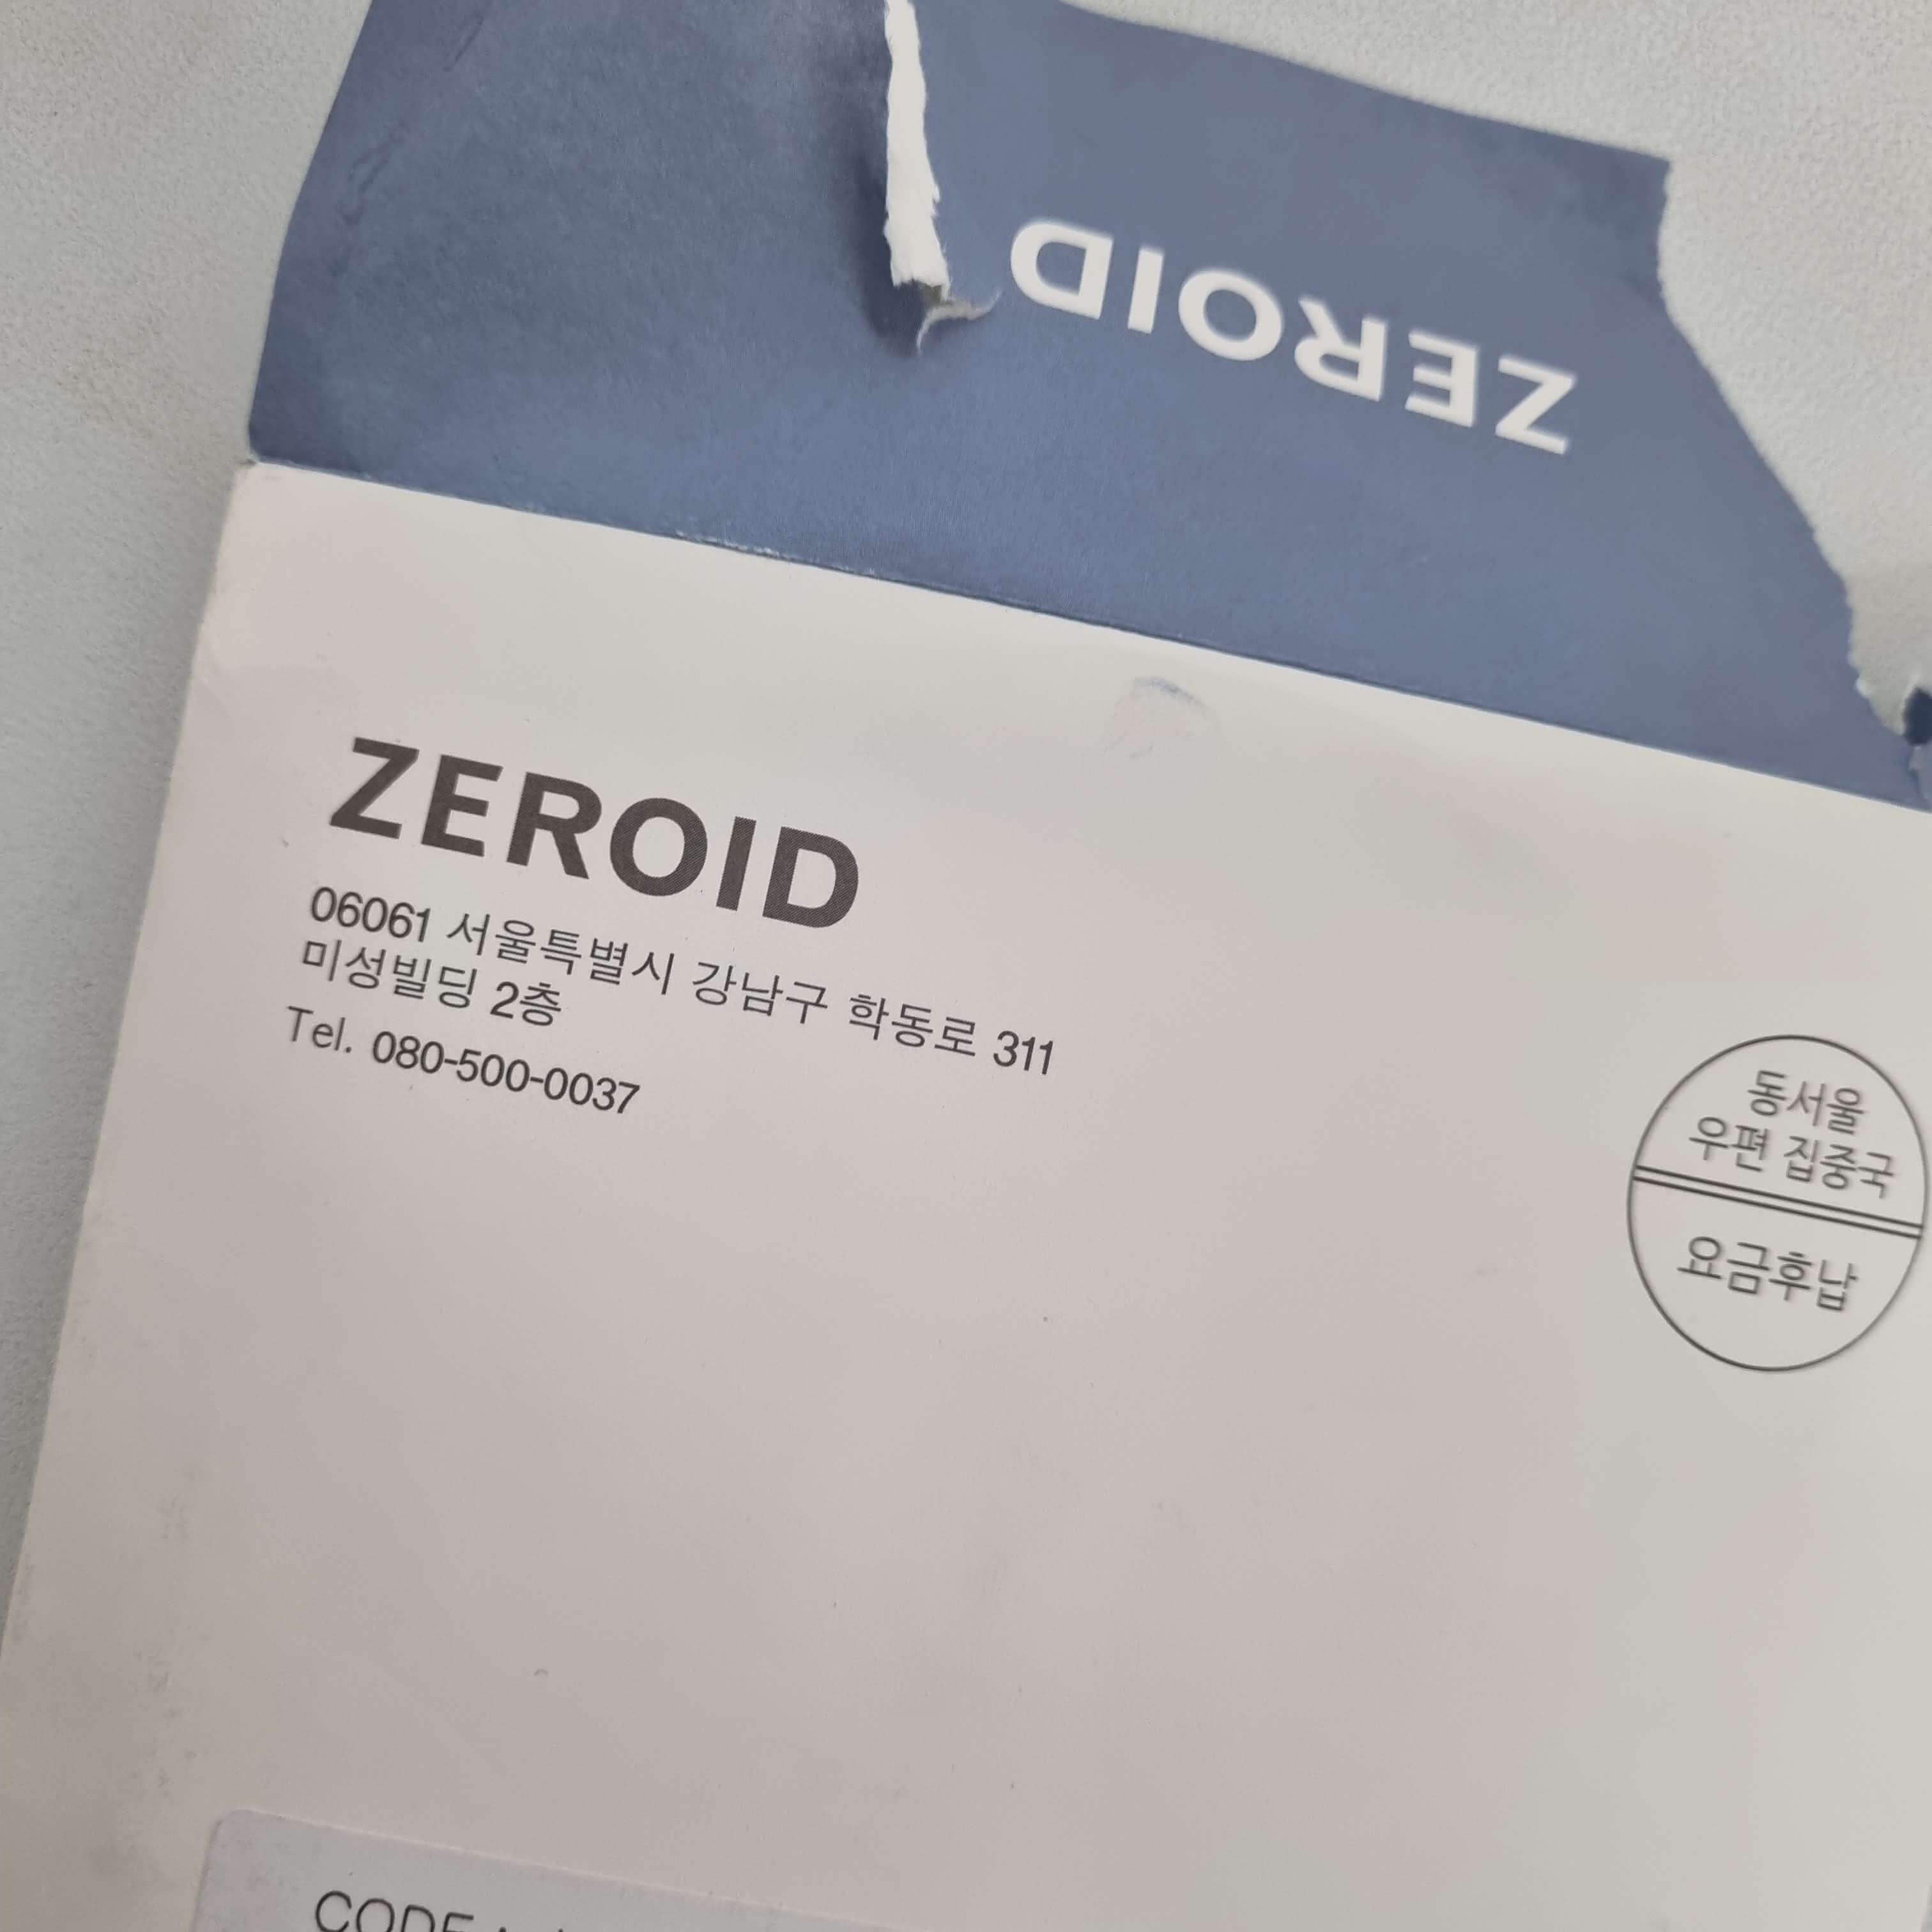 ZEROID
ZEROID
06061 서울특별시 강남구 학동로 311
미성빌딩 2층
Tel. 080-500-0037
동서울
우편 집중국
요금후납
CODE :